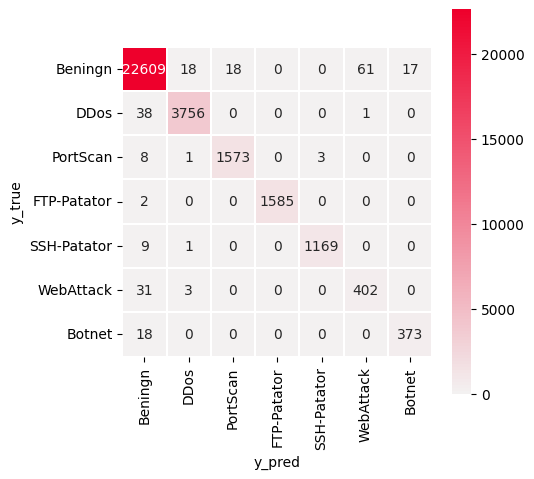 Beningn 22609 18 18 0 0 61 17
DDos 38 3756 0 0 0 1 0
PortScan 8 1 1573 0 3 0 0
FTP-Patator 2 0 0 1585 0 0 0
SSH-Patator 9 1 0 0 1169 0 0
WebAttack 31 3 0 0 0 402 0
Botnet 18 0 0 0 0 0 373
y_true
Beningn DDos PortScan FTP-Patator SSH-Patator WebAttack Botnet
y_pred
20000
15000
10000
5000
0